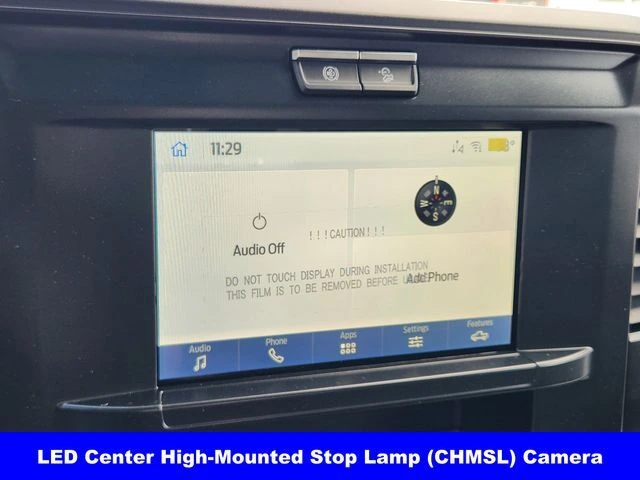 11:29
N
W E
S
Audio Off
!!!CAUTION!!!
DO NOT TOUCH DISPLAY DURING INSTALLATION
THIS FILM IS TO BE REMOVED BEFORE
Add Phone
Audio
Phone
Apps
Settings
Features
LED Center High-Mounted Stop Lamp (CHMSL) Camera